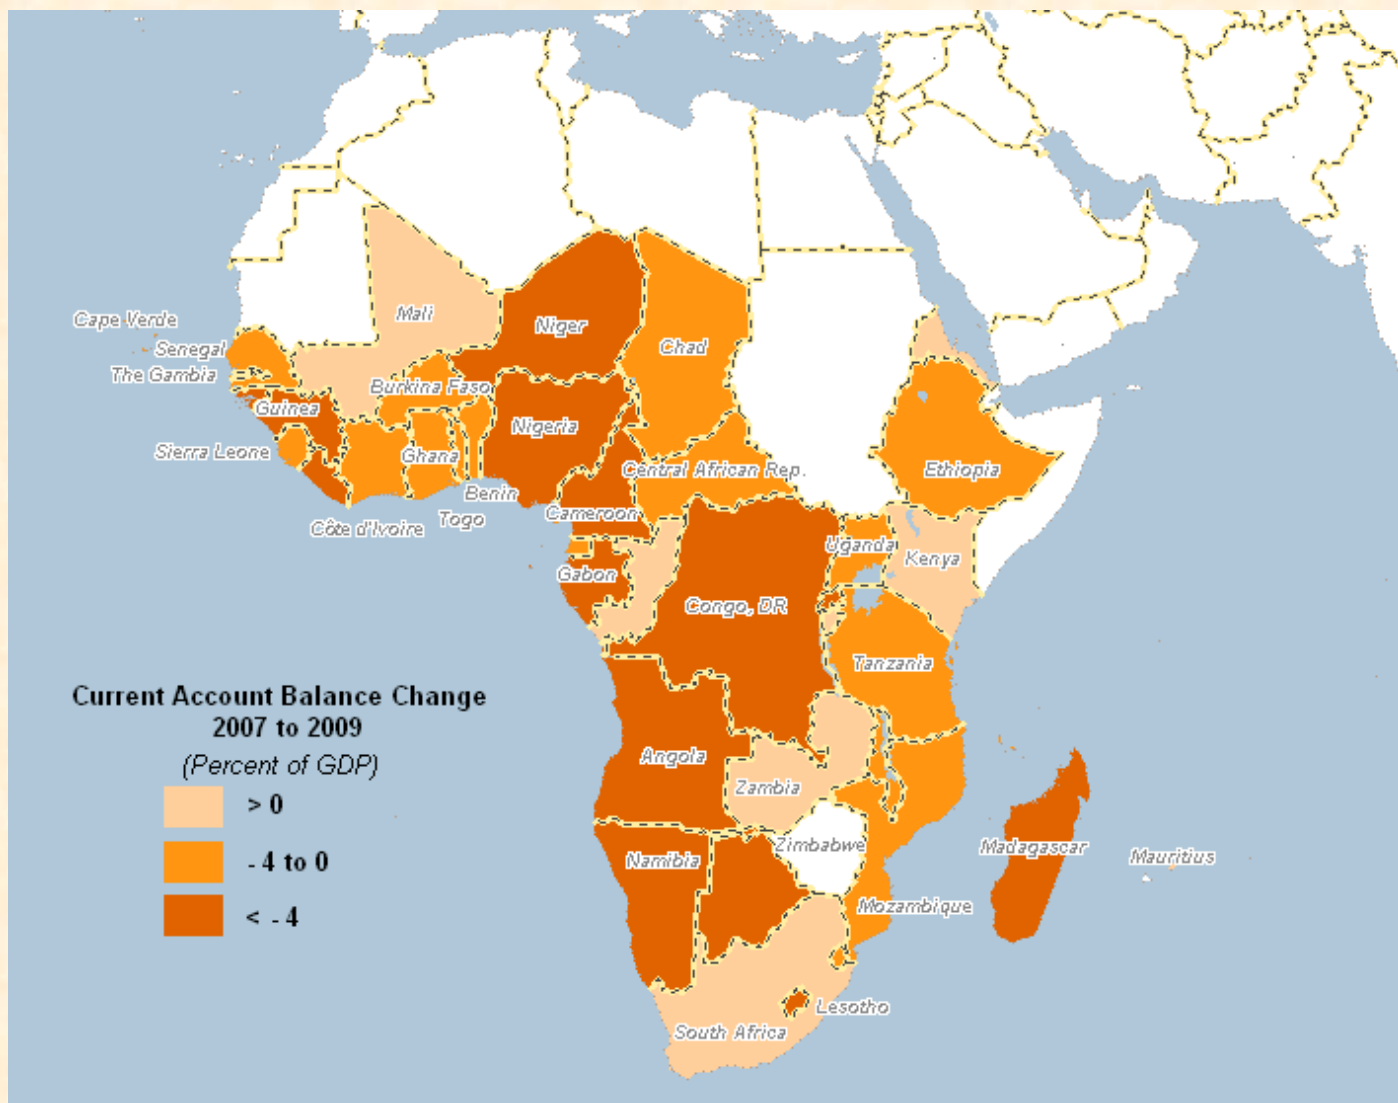 Mali
Cape Verde
Niger
Senegal
Chad
The Gambia
Burkina Faso
Guinea
Nigeria
Sierra Leone
Ghana
Central African Rep.
Ethiopia
Benin
Cameroon
Togo
Côte d'Ivoire
Uganda
Kenya
Gabon
Congo, DR
Tanzania
Current Account Balance Change
2007 to 2009
(Percent of GDP)
> 0
- 4 to 0
< - 4
Angola
Zambia
Zimbabwe
Madagascar
Mauritius
Namibia
Mozambique
Lesotho
South Africa